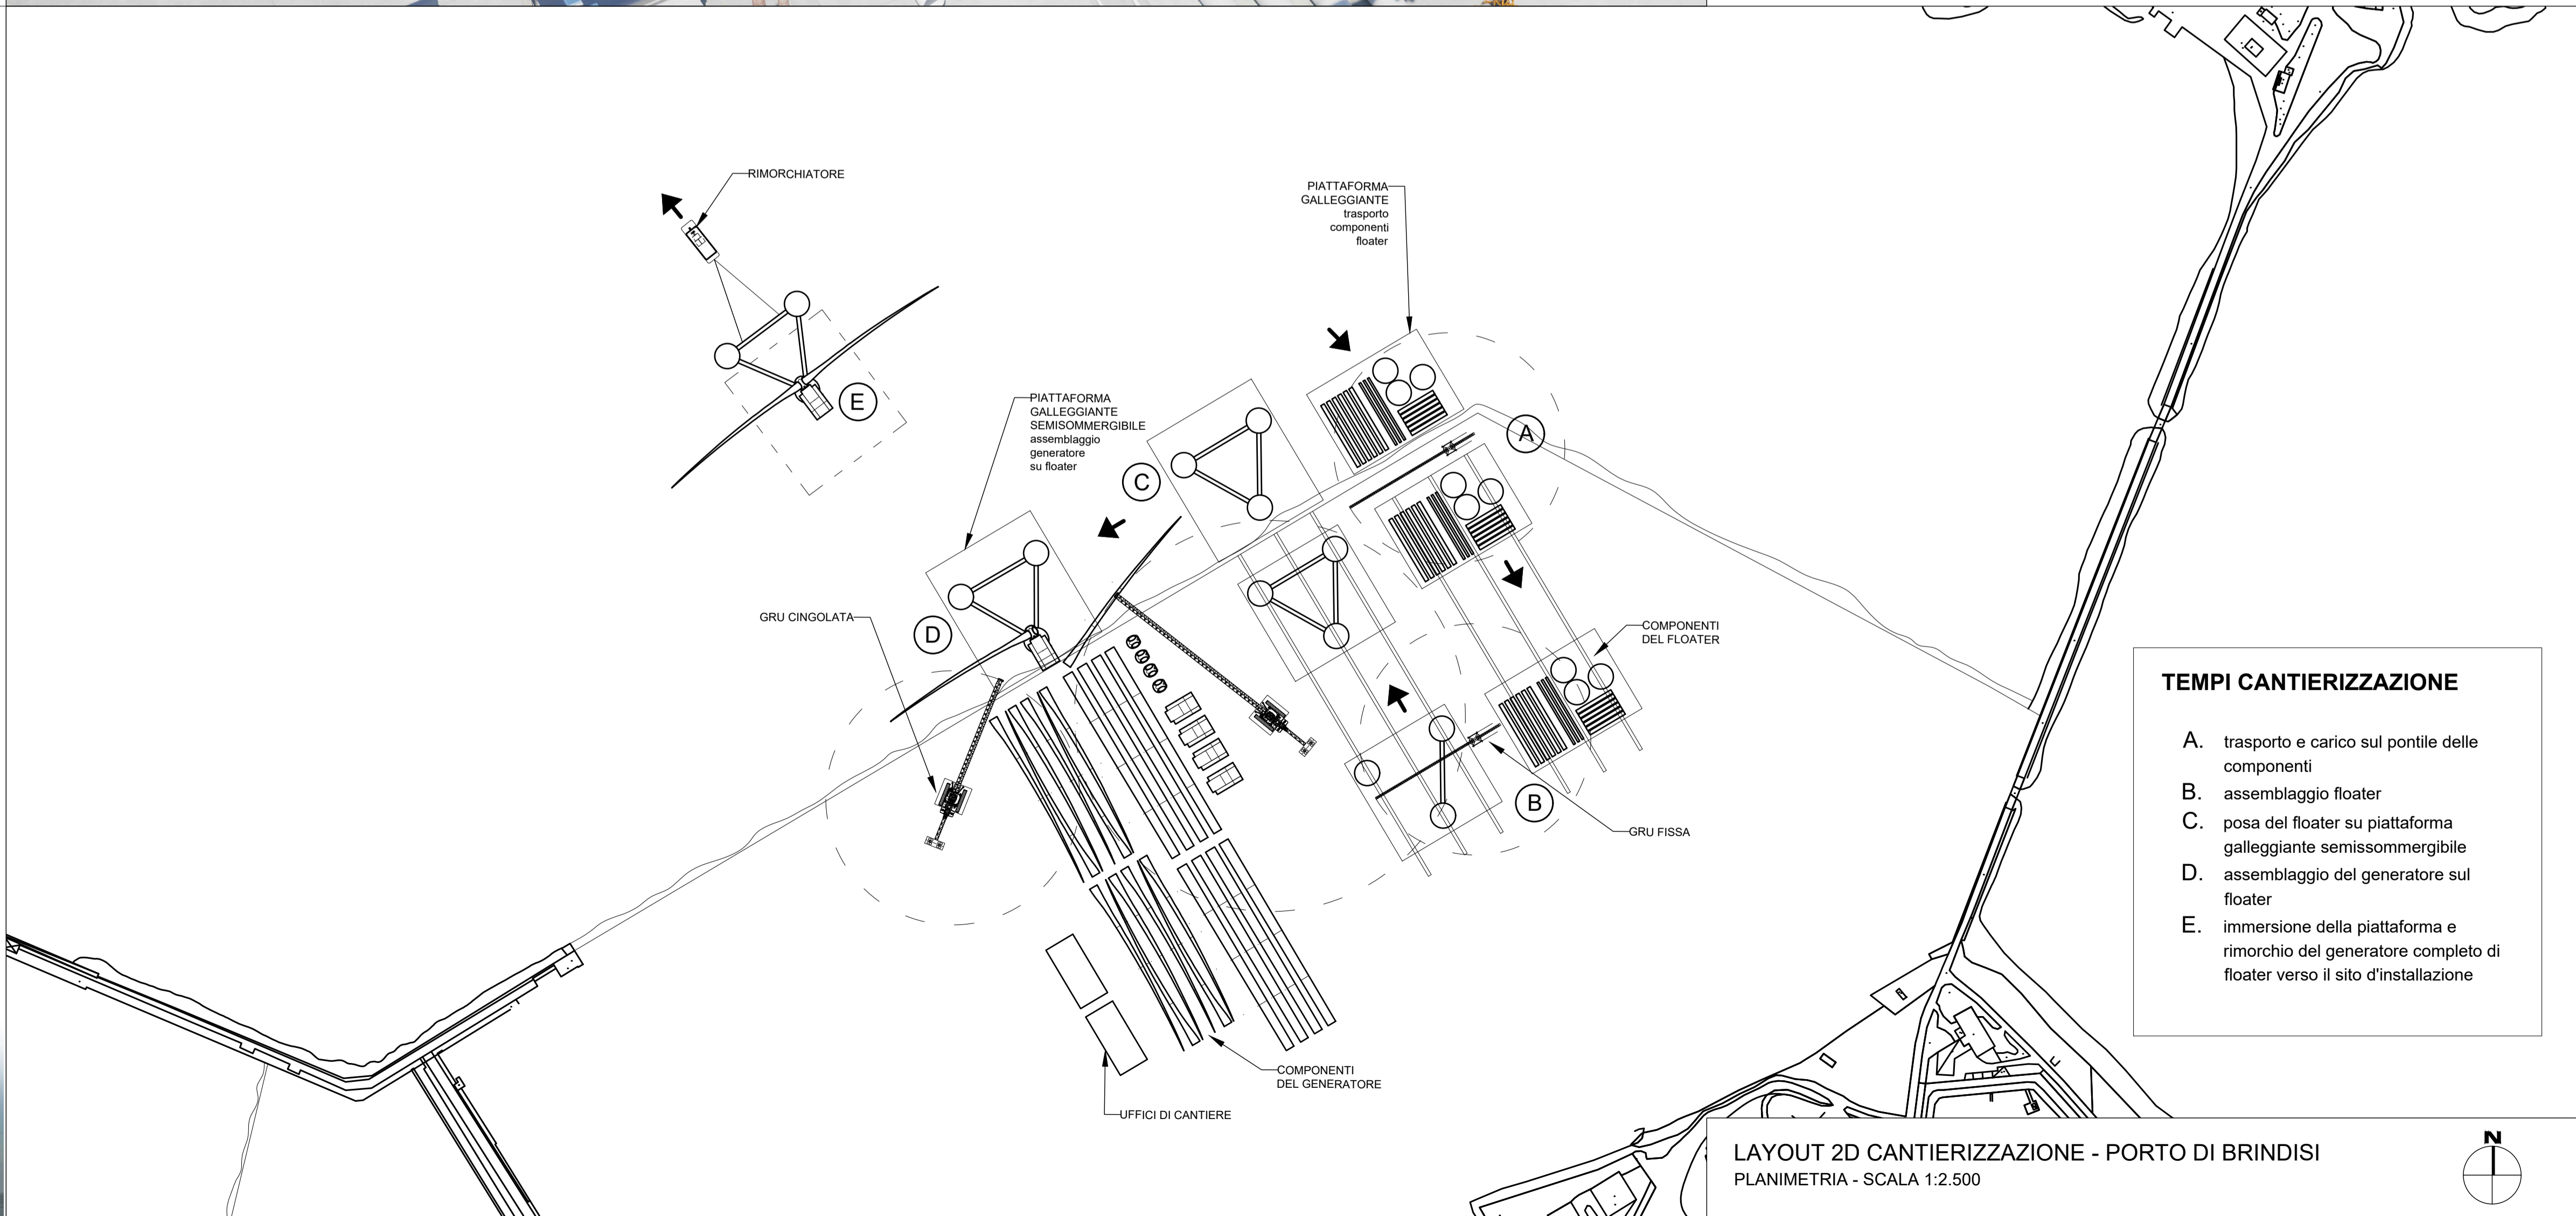 RIMORCHIATORE
PIATTAFORMA
GALLEGGIANTE
trasporto
componenti
floater
E
PIATTAFORMA
GALLEGGIANTE
SEMISOMMERGIBILE
assemblaggio
generatore
su floater
A
C
GRU CINGOLATA
D
COMPONENTI
DEL FLOATER
B
GRU FISSA
COMPONENTI
DEL GENERATORE
UFFICI DI CANTIERE
TEMPI CANTIERIZZAZIONE
A. trasporto e carico sul pontile delle
componenti
B. assemblaggio floater
C. posa del floater su piattaforma
galleggiante semissommergibile
D. assemblaggio del generatore sul
floater
E. immersione della piattaforma e
rimorchio del generatore completo di
floater verso il sito d'installazione
LAYOUT 2D CANTIERIZZAZIONE - PORTO DI BRINDISI
PLANIMETRIA - SCALA 1:2.500
N